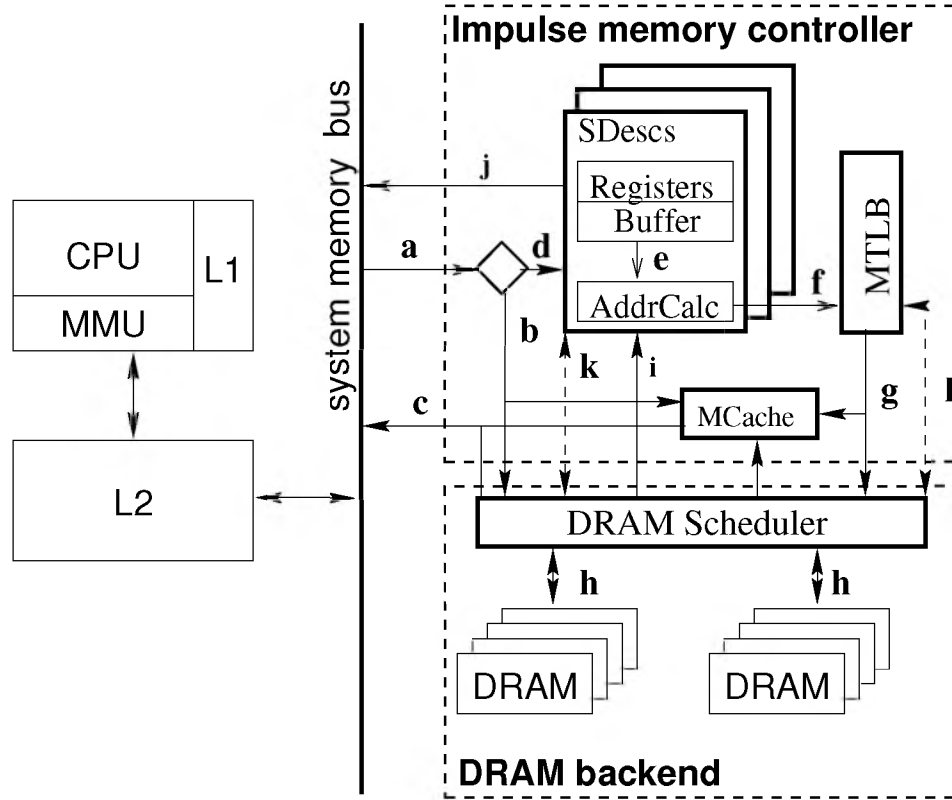 Impulse memory controller
system memory bus
SDescs
Registers
Buffer
e
AddrCalc
MTLB
j
a
d
f
CPU
L1
MMU
b
k
i
g
l
c
MCache
L2
DRAM Scheduler
h
h
DRAM
DRAM
DRAM backend